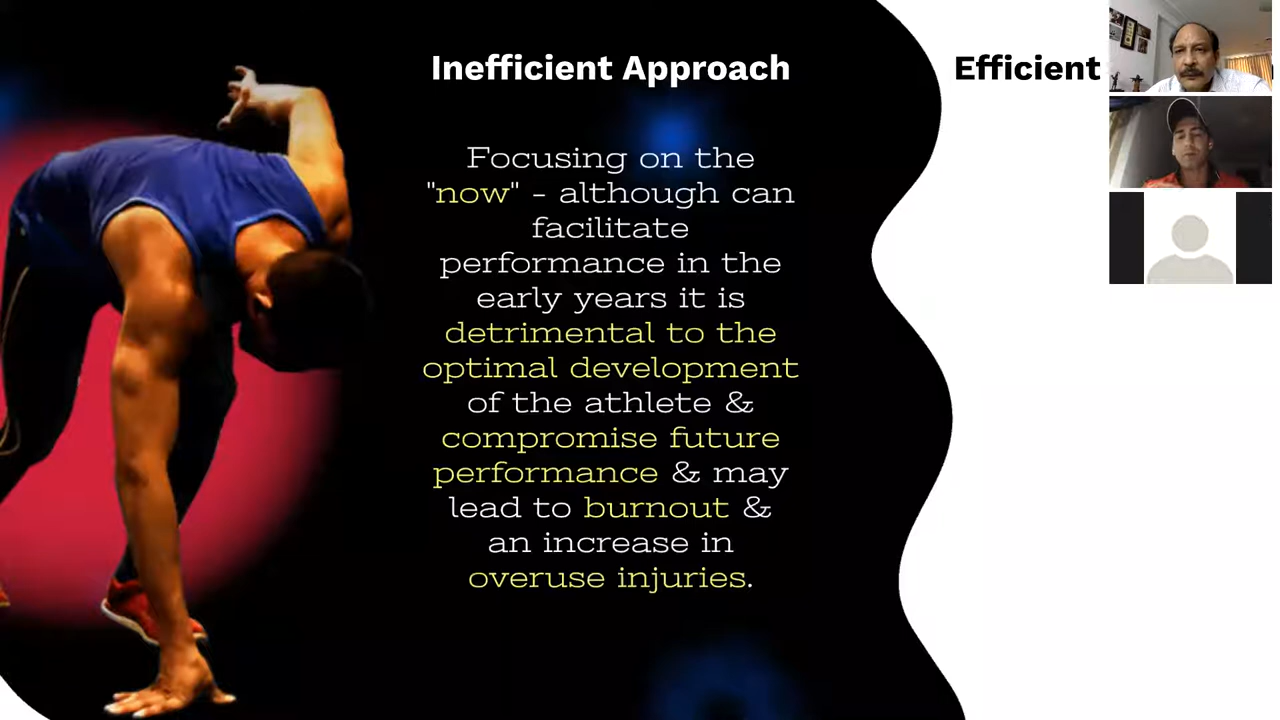 Inefficient Approach
Efficient
Focusing on the
"now" - although can
facilitate
performance in the
early years it is
detrimental to the
optimal development
of the athlete &
compromise future
performance & may
lead to burnout &
an increase in
overuse injuries.